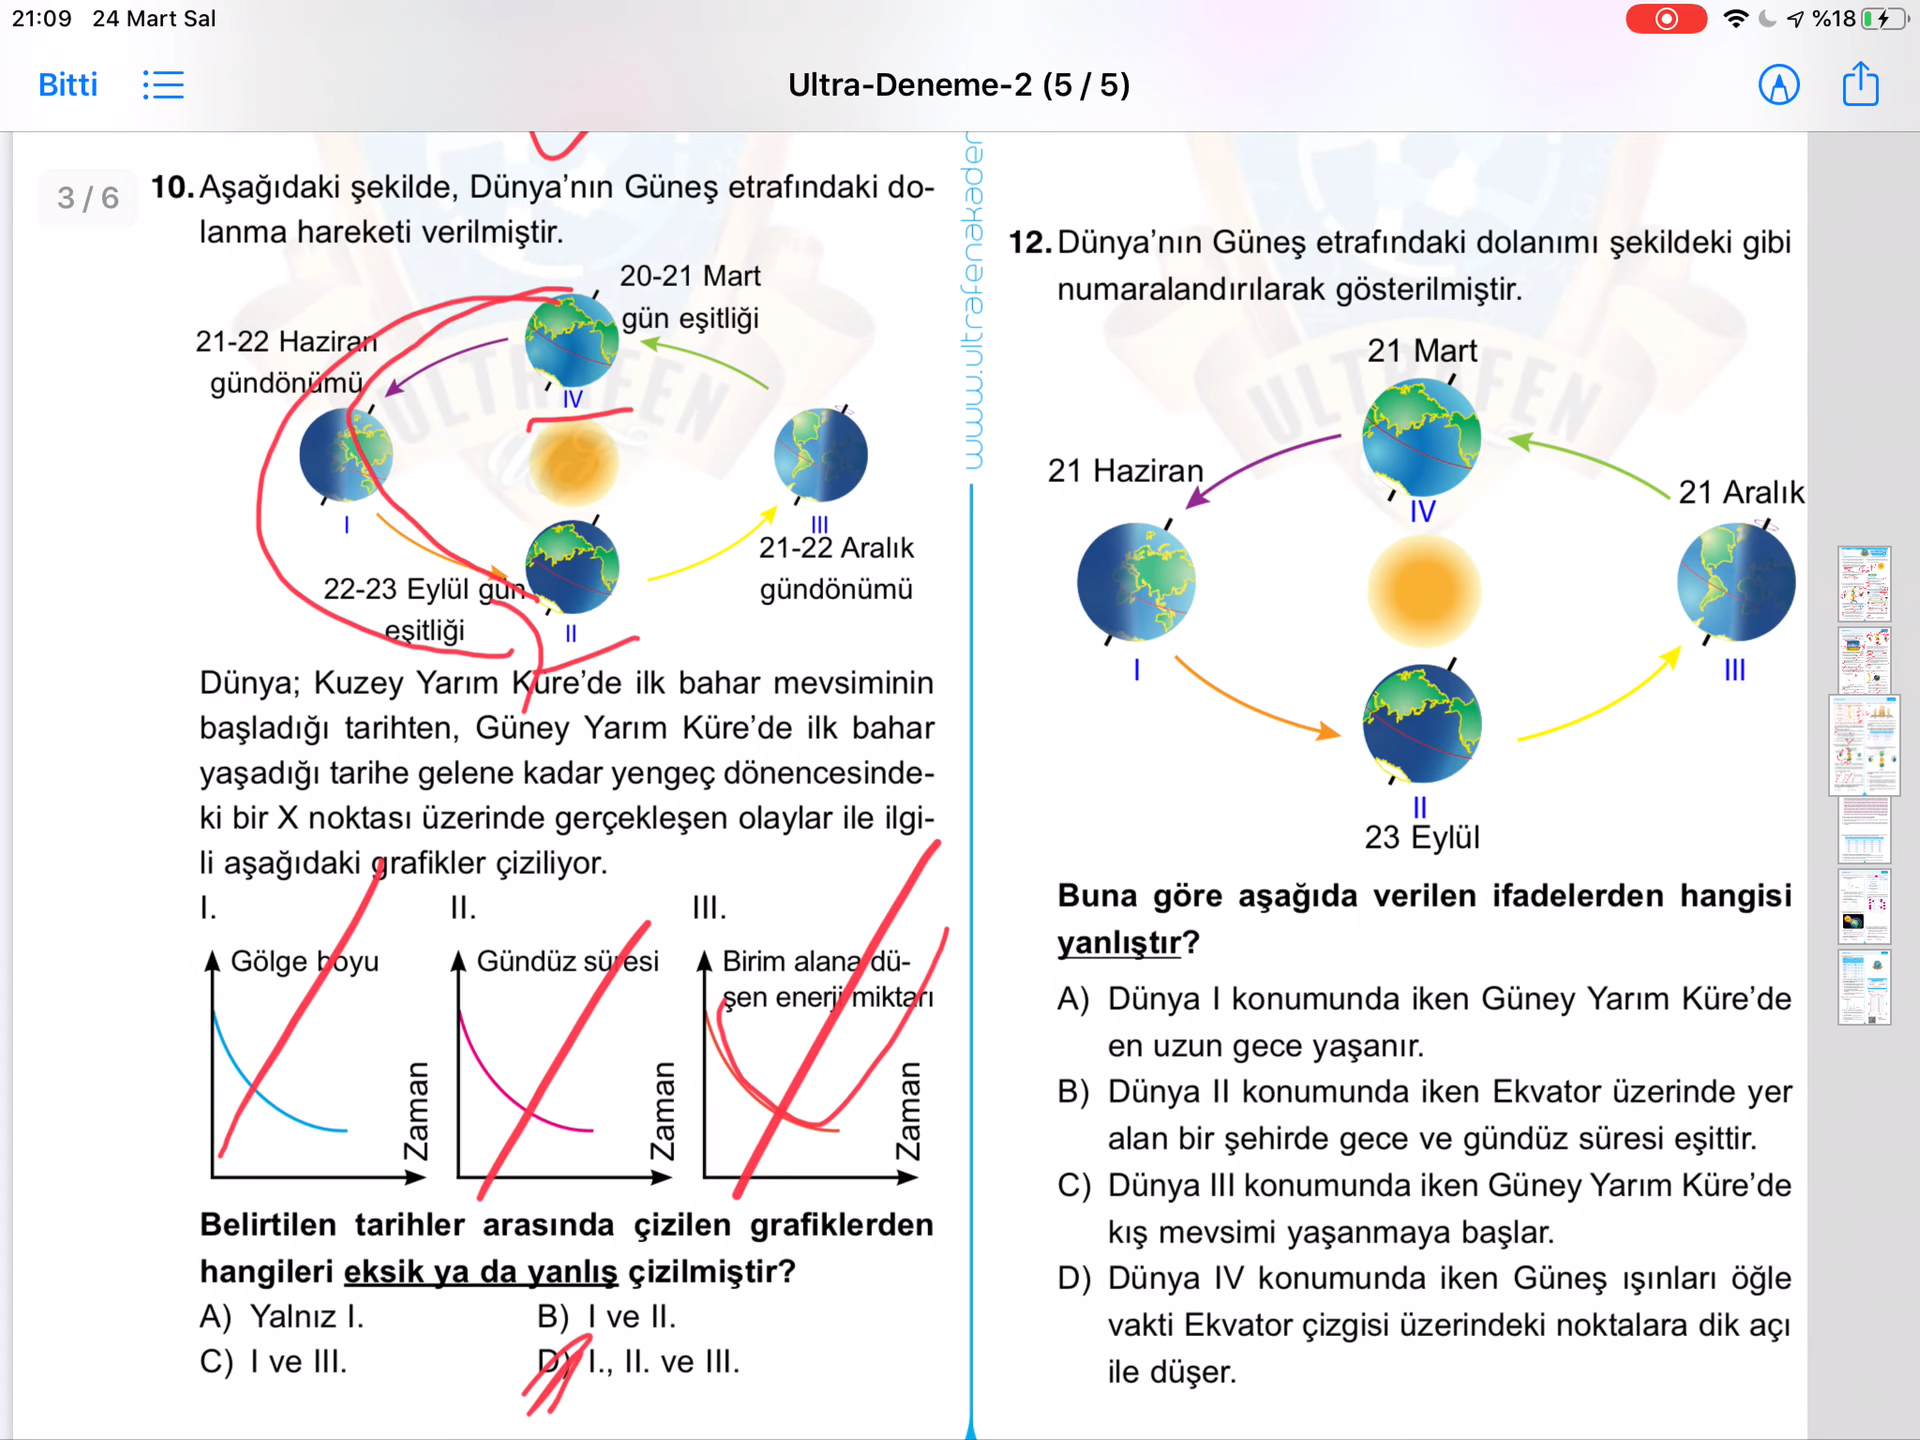 21:09 24 Mart Sal
%18
Bitti
Ultra-Deneme-2 (5 / 5)
3 / 6
10. Aşağıdaki şekilde, Dünya’nın Güneş etrafındaki do-
lanma hareketi verilmiştir.
20-21 Mart
gün eşitliği
21-22 Haziran
gündönümü
IV
I
III
21-22 Aralık
gündönümü
22-23 Eylül gün
eşitliği
II
Dünya; Kuzey Yarım Küre’de ilk bahar mevsiminin
başladığı tarihten, Güney Yarım Küre’de ilk bahar
yaşadığı tarihe gelene kadar yengeç dönencesinde-
ki bir X noktası üzerinde gerçekleşen olaylar ile ilgi-
li aşağıdaki grafikler çiziliyor.
I. II. III.
Gölge boyu
Zaman
Gündüz süresi
Zaman
Birim alana dü-
şen enerji miktarı
Zaman
Belirtilen tarihler arasında çizilen grafiklerden
hangileri eksik ya da yanlış çizilmiştir?
A) Yalnız I. B) I ve II.
C) I ve III. D) I., II. ve III.
www.ultrafenakader
ULTRAFEN
12. Dünya’nın Güneş etrafındaki dolanımı şekildeki gibi
numaralandırılarak gösterilmiştir.
21 Mart
IV
21 Haziran
21 Aralık
I
III
II
23 Eylül
ULTRAFEN
Buna göre aşağıda verilen ifadelerden hangisi
yanlıştır?
A) Dünya I konumunda iken Güney Yarım Küre’de
en uzun gece yaşanır.
B) Dünya II konumunda iken Ekvator üzerinde yer
alan bir şehirde gece ve gündüz süresi eşittir.
C) Dünya III konumunda iken Güney Yarım Küre’de
kış mevsimi yaşanmaya başlar.
D) Dünya IV konumunda iken Güneş ışınları öğle
vakti Ekvator çizgisi üzerindeki noktalara dik açı
ile düşer.